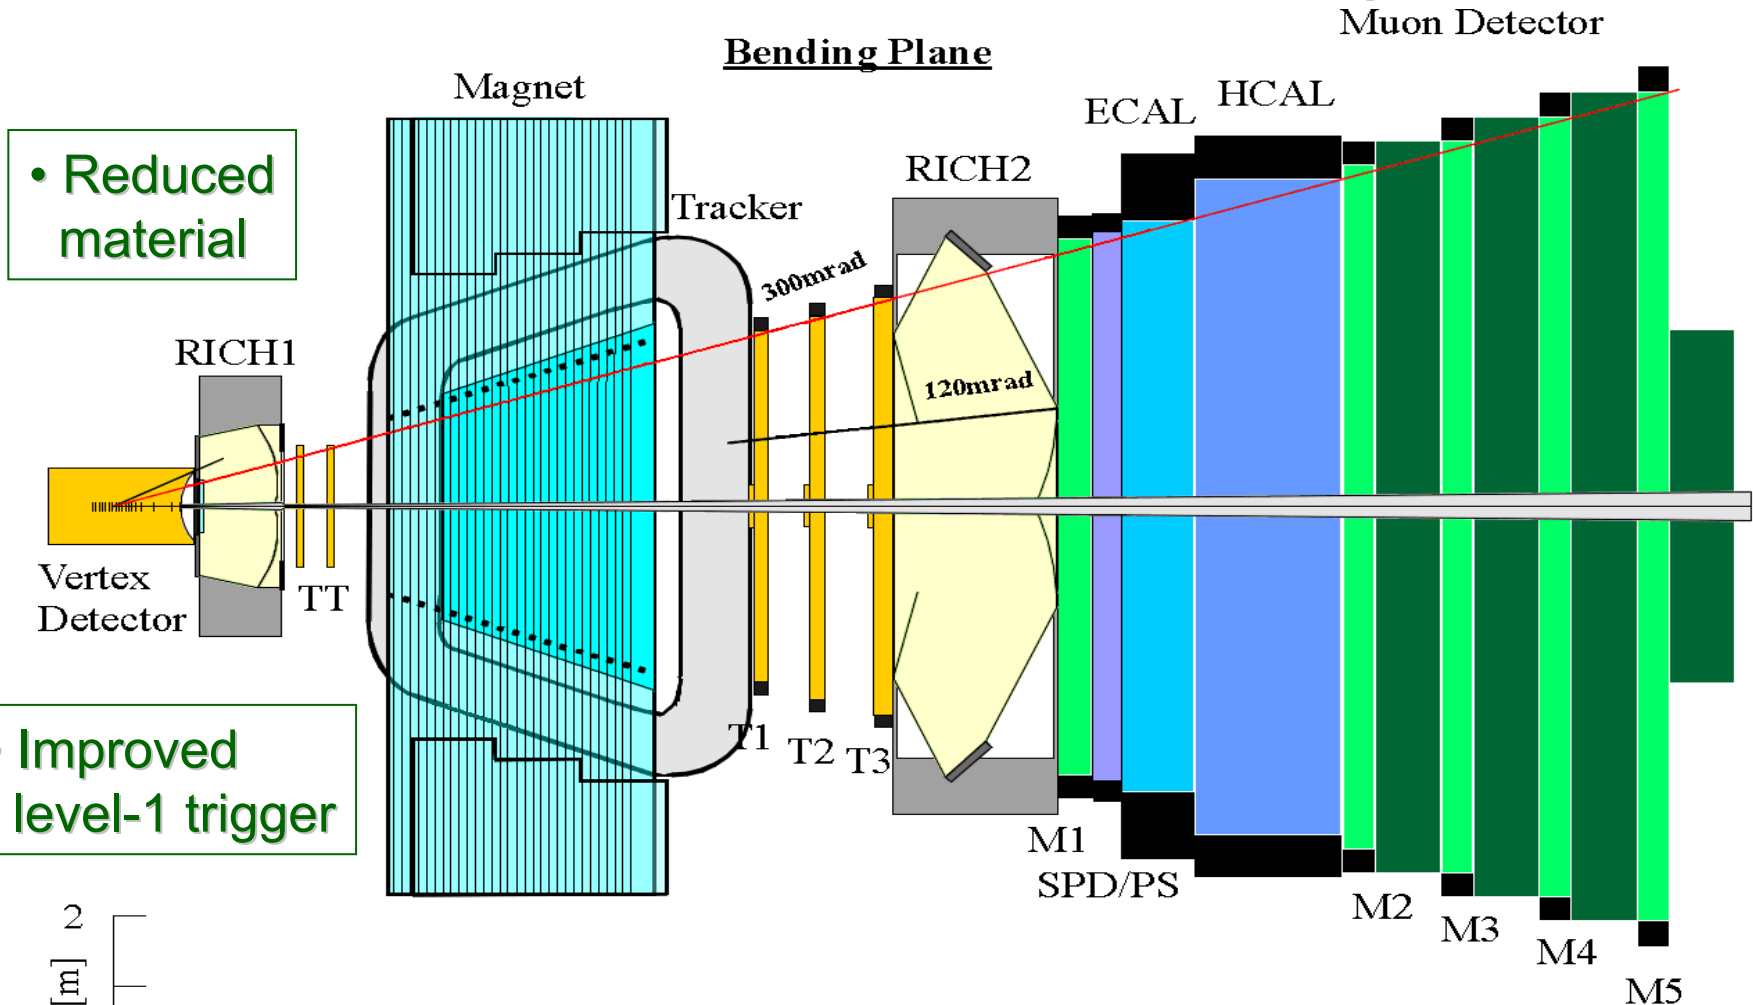 Muon Detector
Bending Plane
Magnet
HCAL
ECAL
• Reduced
material
RICH2
Tracker
300mrad
RICH1
120mrad
Vertex
Detector
TT
T1
T2
T3
• Improved
level-1 trigger
M1
SPD/PS
M2
M3
M4
M5
2
[m]